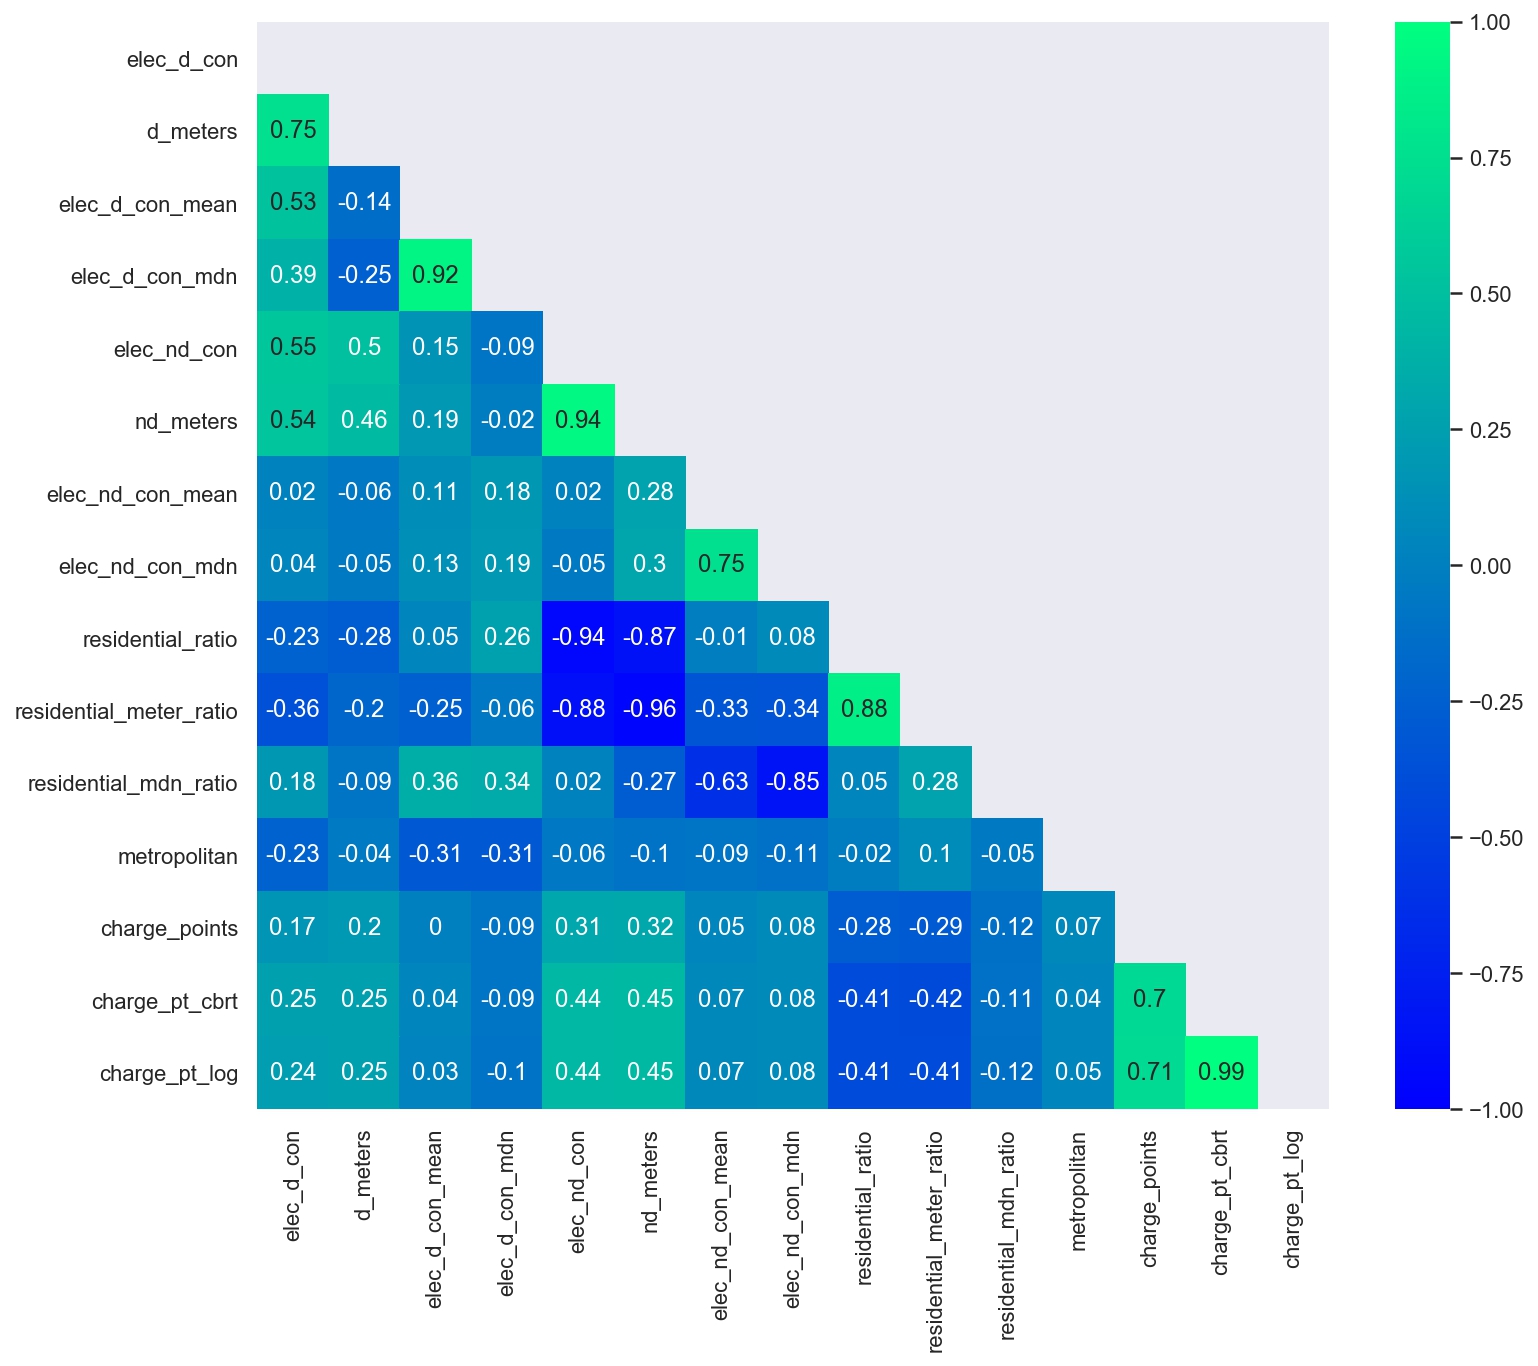 elec_d_con
d_meters 0.75
elec_d_con_mean 0.53 -0.14
elec_d_con_mdn 0.39 -0.25 0.92
elec_nd_con 0.55 0.5 0.15 -0.09
nd_meters 0.54 0.46 0.19 -0.02 0.94
elec_nd_con_mean 0.02 -0.06 0.11 0.18 0.02 0.28
elec_nd_con_mdn 0.04 -0.05 0.13 0.19 -0.05 0.3 0.75
residential_ratio -0.23 -0.28 0.05 0.26 -0.94 -0.87 -0.01 0.08
residential_meter_ratio -0.36 -0.2 -0.25 -0.06 -0.88 -0.96 -0.33 -0.34 0.88
residential_mdn_ratio 0.18 -0.09 0.36 0.34 0.02 -0.27 -0.63 -0.85 0.05 0.28
metropolitan -0.23 -0.04 -0.31 -0.31 -0.06 -0.1 -0.09 -0.11 -0.02 0.1 -0.05
charge_points 0.17 0.2 0 -0.09 0.31 0.32 0.05 0.08 -0.28 -0.29 -0.12 0.07
charge_pt_cbrt 0.25 0.25 0.04 -0.09 0.44 0.45 0.07 0.08 -0.41 -0.42 -0.11 0.04 0.7
charge_pt_log 0.24 0.25 0.03 -0.1 0.44 0.45 0.07 0.08 -0.41 -0.41 -0.12 0.05 0.71 0.99
elec_d_con
d_meters
elec_d_con_mean
elec_d_con_mdn
elec_nd_con
nd_meters
elec_nd_con_mean
elec_nd_con_mdn
residential_ratio
residential_meter_ratio
residential_mdn_ratio
metropolitan
charge_points
charge_pt_cbrt
charge_pt_log
1.00
0.75
0.50
0.25
0.00
−0.25
−0.50
−0.75
−1.00